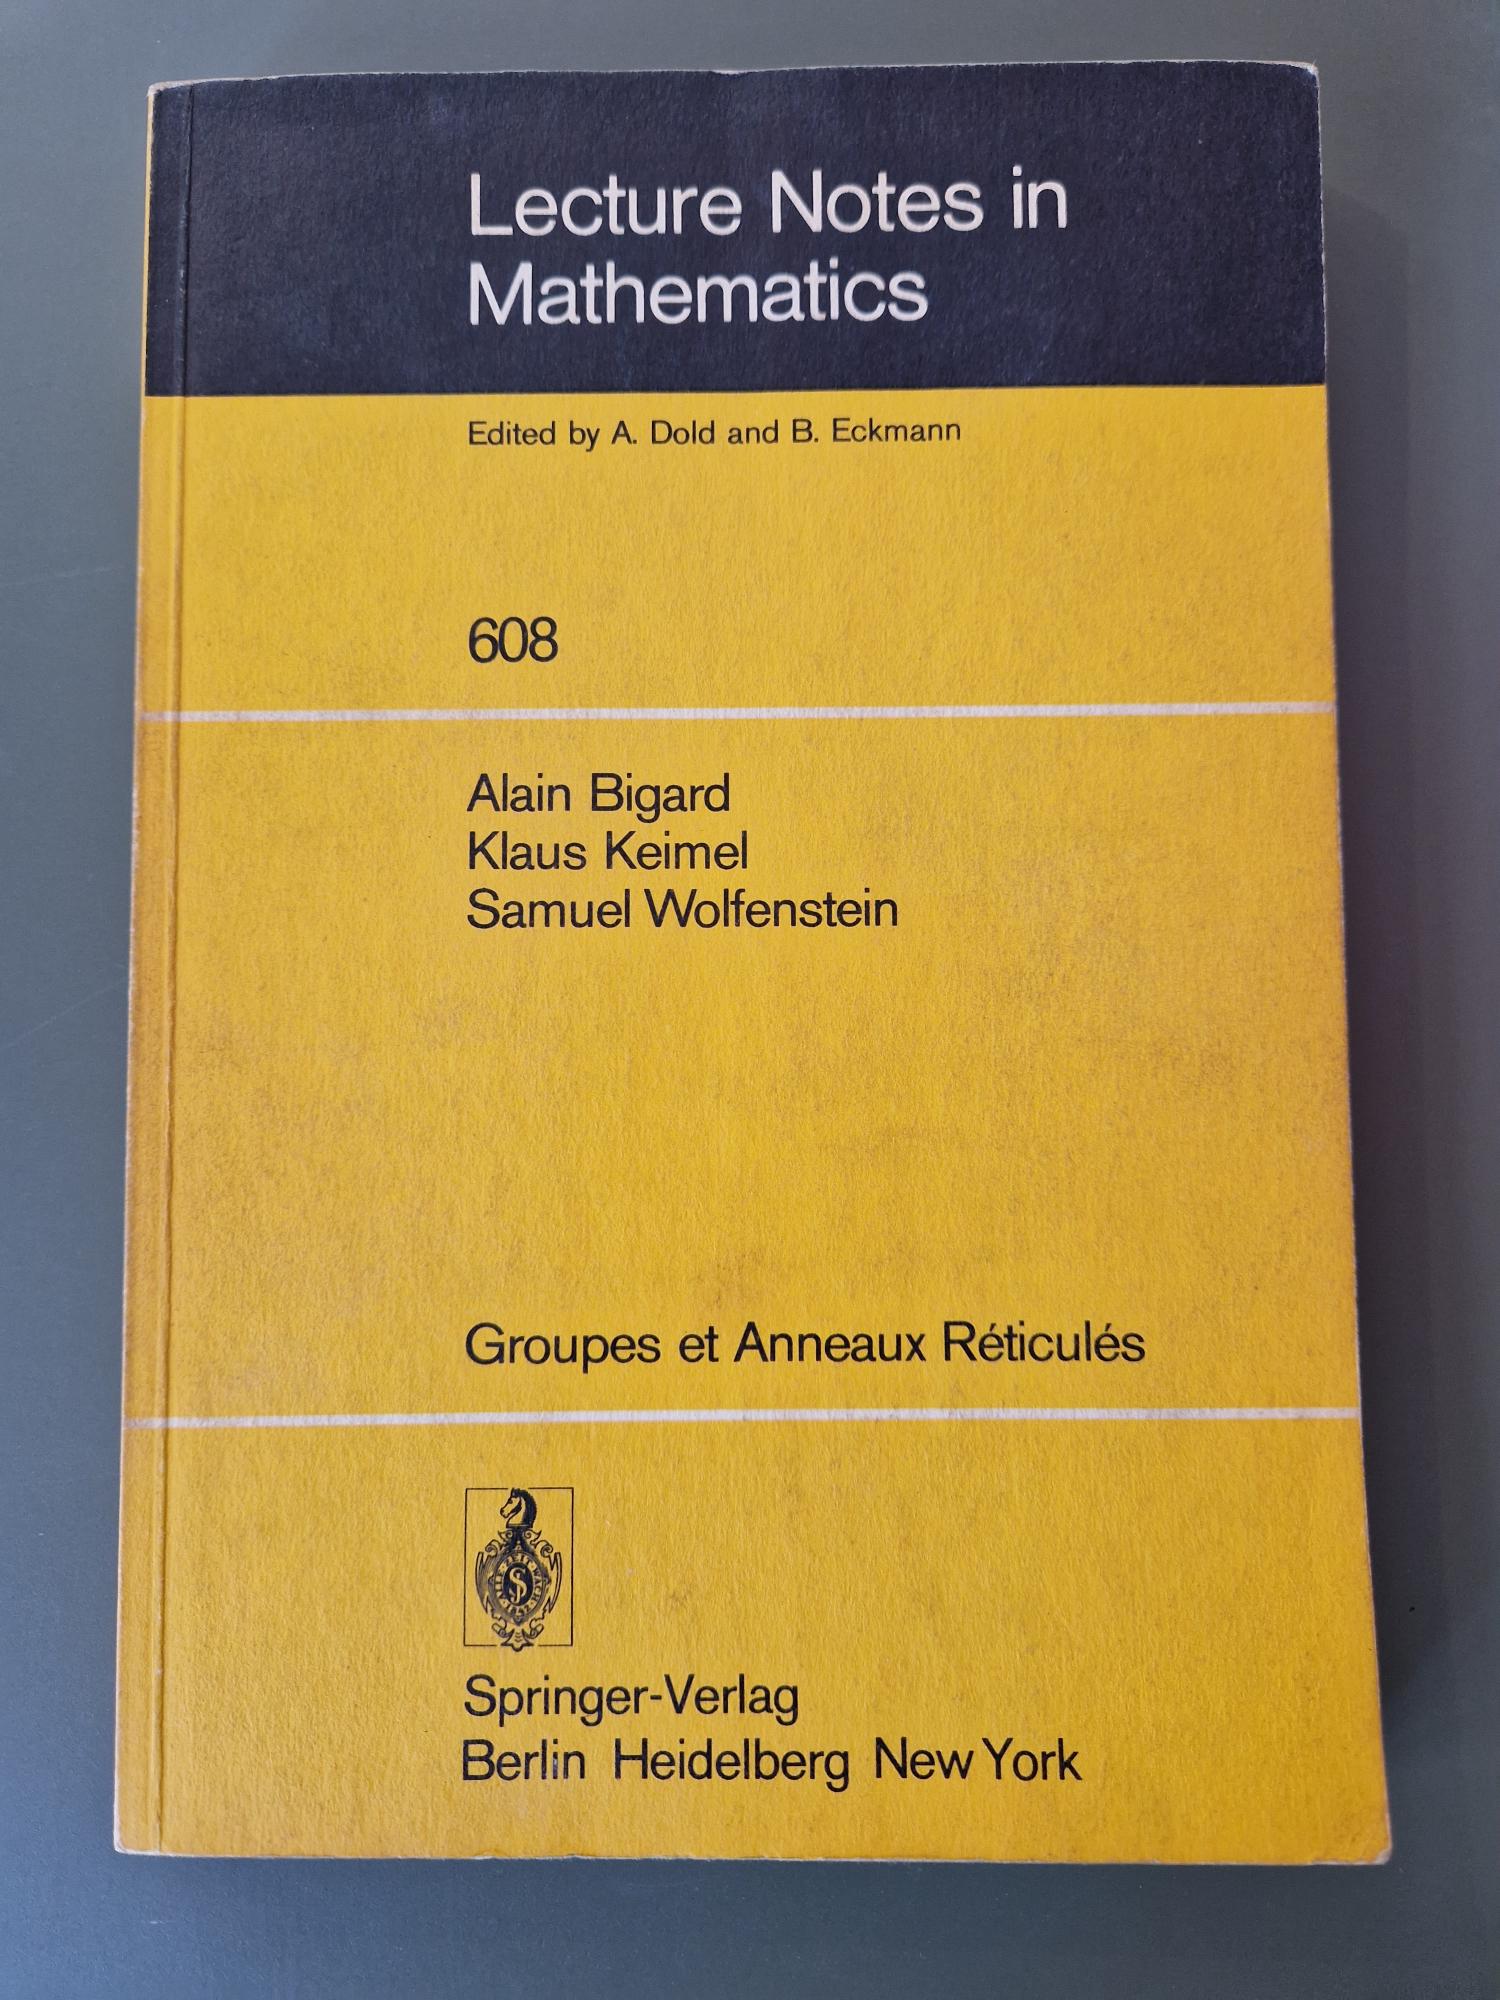 Lecture Notes in
Mathematics
Edited by A. Dold and B. Eckmann
608
Alain Bigard
Klaus Keimel
Samuel Wolfenstein
Groupes et Anneaux Réticulés
Springer-Verlag
Berlin Heidelberg New York